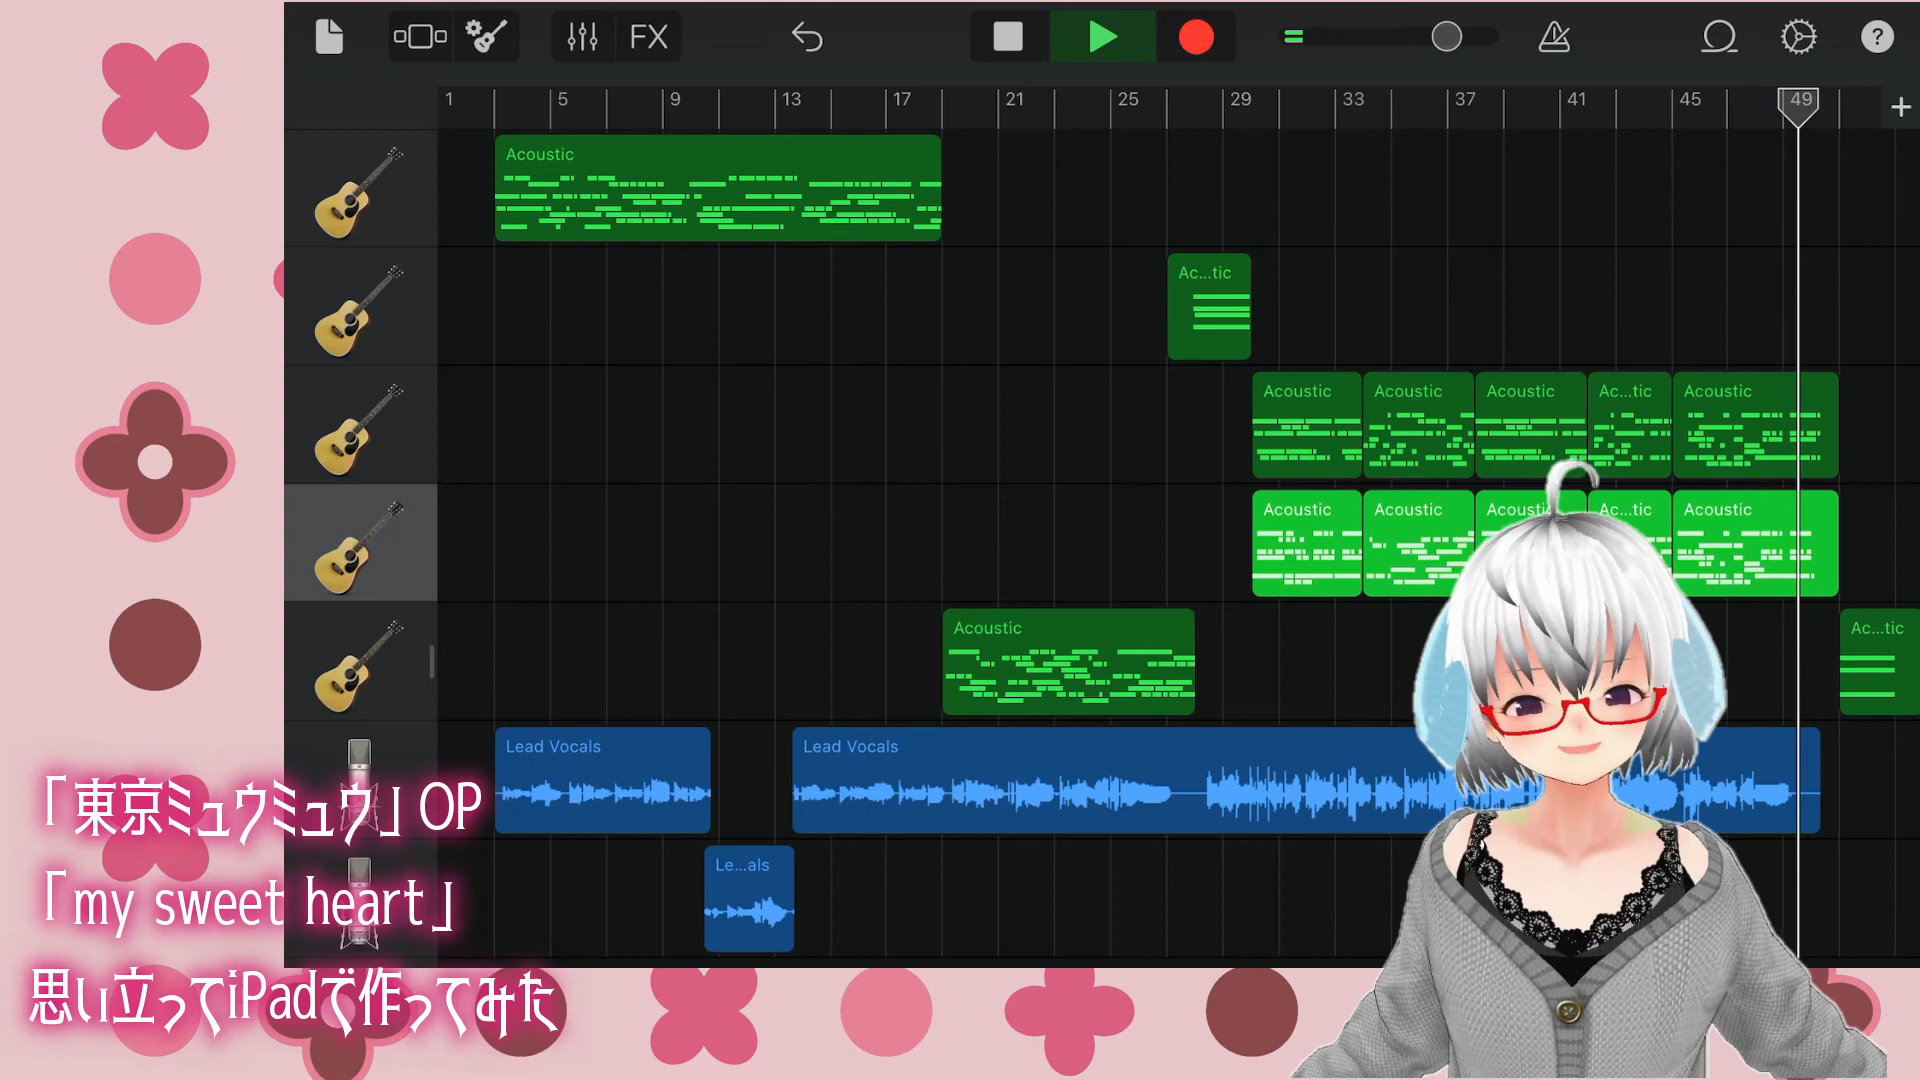 FX
?
1 5 9 13 17 21 25 29 33 37 41 45 49 +
Acoustic
Ac...tic
Acoustic Acoustic Acoustic Ac...tic Acoustic
Acoustic Acoustic Acoustic Ac...tic Acoustic
Acoustic Ac...tic
Lead Vocals Lead Vocals
Le...als
「東京ミュウミュウ」OP
「my sweet heart」
思い立ってiPadで作ってみた